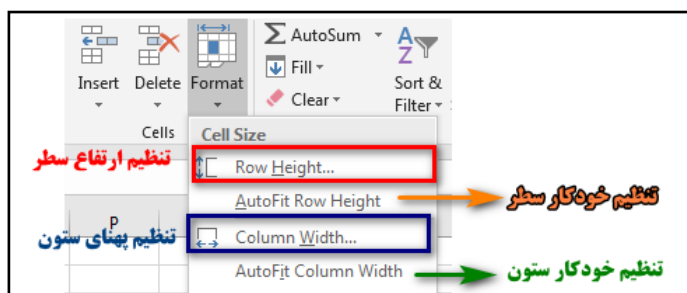 AutoSum
Fill
Insert Delete Format
Clear
Sort &
Filter
Cells
Cell Size
تنظیم ارتفاع سطر
Row Height...
AutoFit Row Height
تنظیم خودکار سطر
P
تنظیم پهنای ستون
Column Width...
AutoFit Column Width
تنظیم خودکار ستون